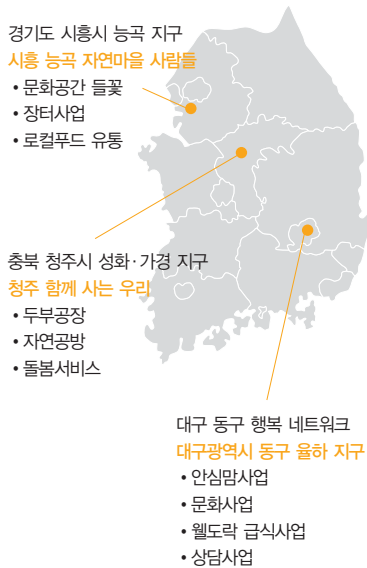 경기도 시흥시 능곡 지구
시흥 능곡 자연마을 사람들
• 문화공간 들꽃
• 장터사업
• 로컬푸드 유통
충북 청주시 성화·가경 지구
청주 함께 사는 우리
• 두부공장
• 자연공방
• 돌봄서비스
대구 동구 행복 네트워크
대구광역시 동구 율하 지구
• 안심맘사업
• 문화사업
• 웰도락 급식사업
• 상담사업